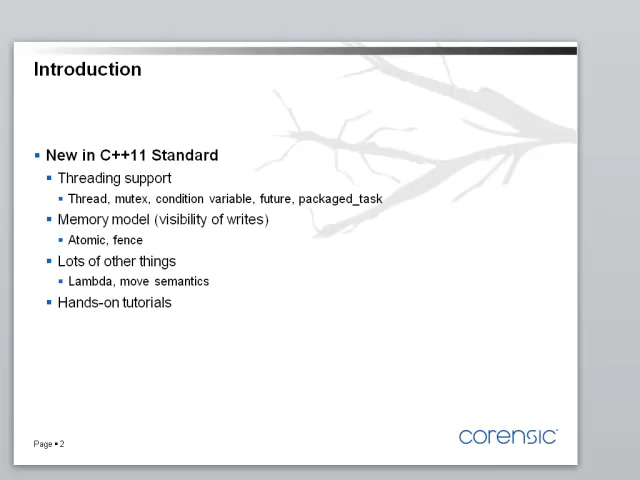 Introduction
New in C++11 Standard
Threading support
Thread, mutex, condition variable, future, packaged_task
Memory model (visibility of writes)
Atomic, fence
Lots of other things
Lambda, move semantics
Hands-on tutorials
Page ▪ 2
corensic